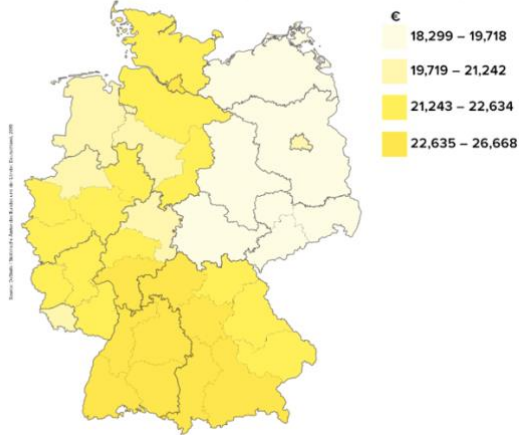 €
18,299 – 19,718
19,719 – 21,242
21,243 – 22,634
22,635 – 26,668